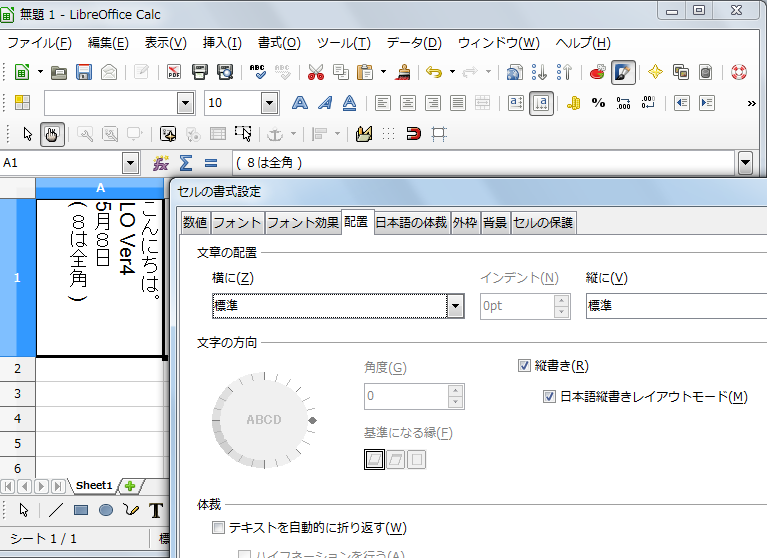 無題 1 - LibreOffice Calc
ファイル(F) 編集(E) 表示(V) 挿入(I) 書式(O) ツール(T) データ(D) ウィンドウ(W) ヘルプ(H)
10
A1
( ８は全角 )
A
セルの書式設定
数値 フォント フォント効果 配置 日本語の体裁 外枠 背景 セルの保護
1
こんにちは。
LO Ver4
5月8日
(８は全角 )
文章の配置
横に(Z) インデント(N) 縦に(V)
標準 0pt 標準
文字の方向
角度(G)
0
基準になる縁(F)
ABCD
縦書き(R)
日本語縦書きレイアウトモード(M)
2
3
4
5
6
体裁
テキストを自動的に折り返す(W)
ハイフネーションを行う(A)
Sheet1
T
シート 1 / 1 標